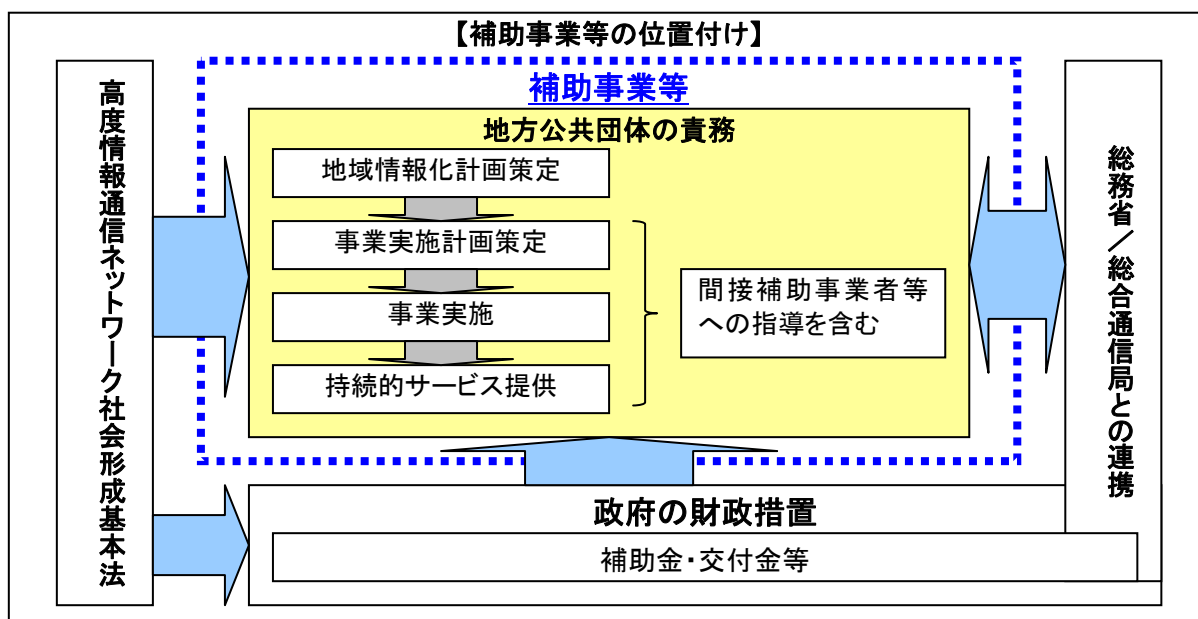 【補助事業等の位置付け】
高度情報通信ネットワーク社会形成基本法
補助事業等
地方公共団体の責務
地域情報化計画策定
事業実施計画策定
事業実施
持続的サービス提供
間接補助事業者等
への指導を含む
総務省／総合通信局との連携
政府の財政措置
補助金・交付金等